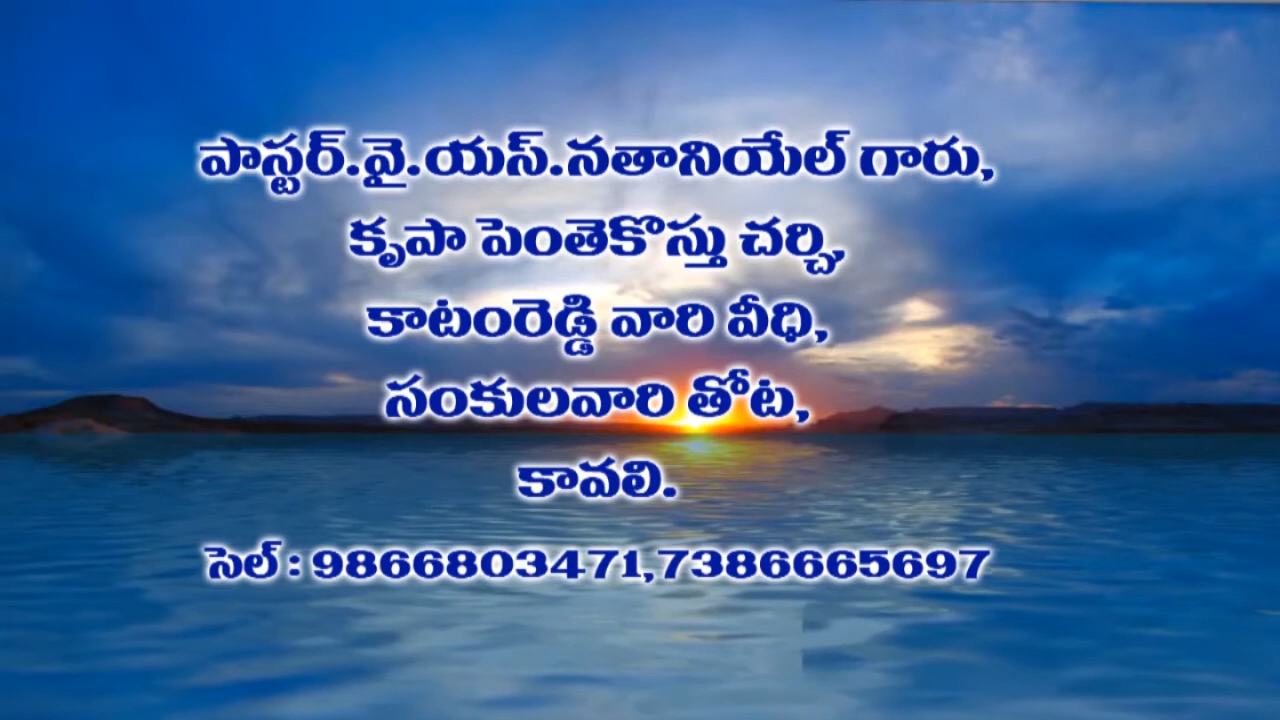 పాస్టర్.వై.యస్.నతానియేల్ గారు,
కృపా పెంతెకొస్తు చర్చి,
కాటంరెడ్డి వారి వీధి,
సంకులవారి తోట,
కావలి.
సెల్ : 9866803471,7386665697